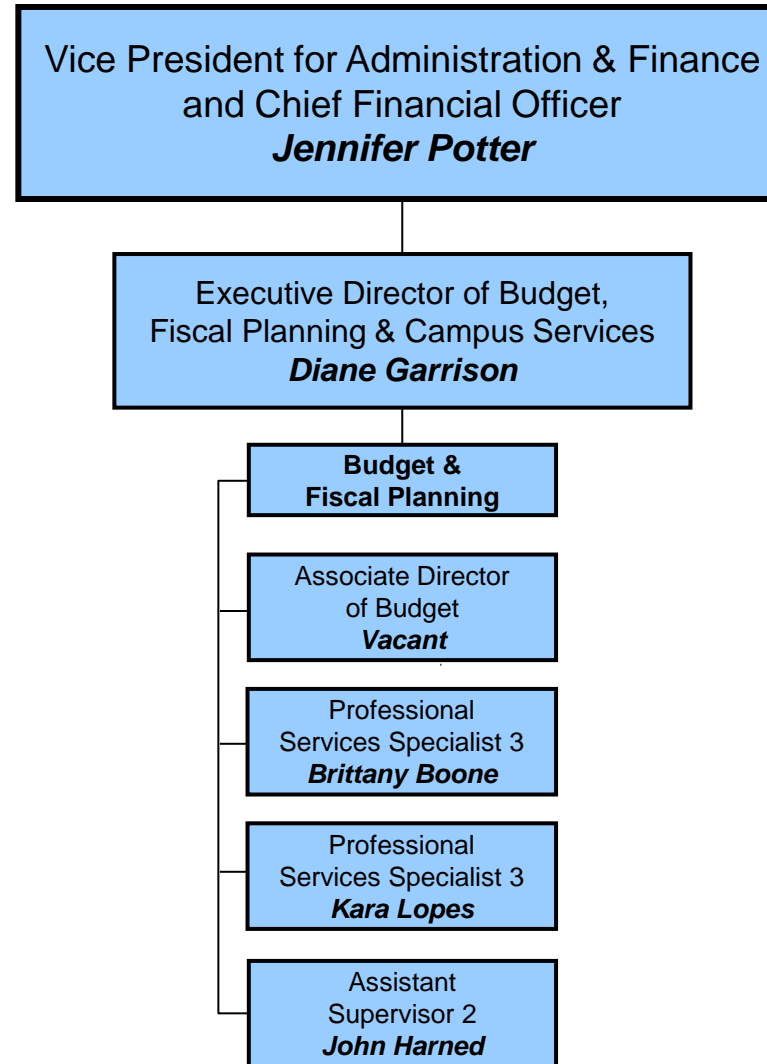 Vice President for Administration & Finance
and Chief Financial Officer
Jennifer Potter
Executive Director of Budget,
Fiscal Planning & Campus Services
Diane Garrison
Budget &
Fiscal Planning
Associate Director
of Budget
Vacant
Professional
Services Specialist 3
Brittany Boone
Professional
Services Specialist 3
Kara Lopes
Assistant
Supervisor 2
John Harned